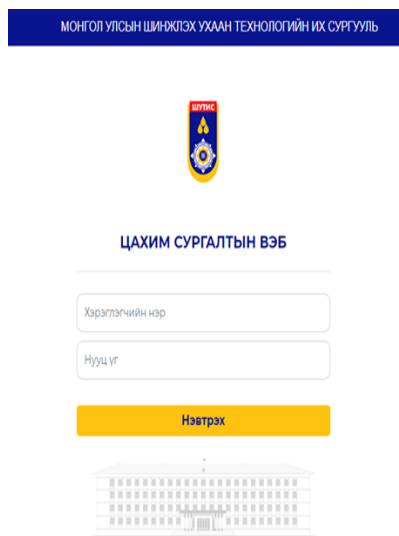 МОНГОЛ УЛСЫН ШИНЖЛЭХ УХААН ТЕХНОЛОГИЙН ИХ СУРГУУЛЬ
ШУТИС
ЦАХИМ СУРГАЛТЫН ВЭБ
Хэрэглэгчийн нэр
Нууц үг
Нэвтрэх